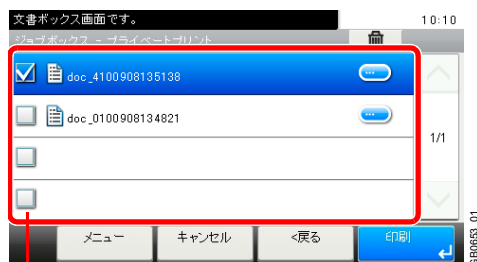 文書ボックス画面です。
10:10
ジョブボックス - プライベートプリント
doc_4100908135138
doc_0100908134821
1/1
メニュー
キャンセル
<戻る
印刷
GB0653_01